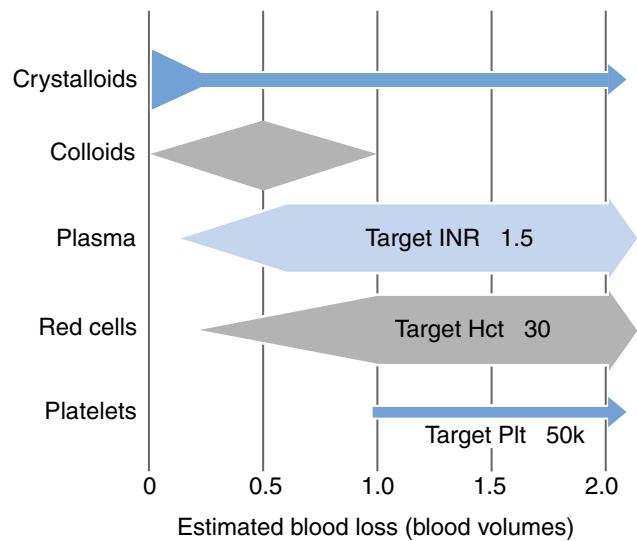 Crystalloids
Colloids
Plasma
Target INR 1.5
Red cells
Target Hct 30
Platelets
Target Plt 50k
0 0.5 1.0 1.5 2.0
Estimated blood loss (blood volumes)